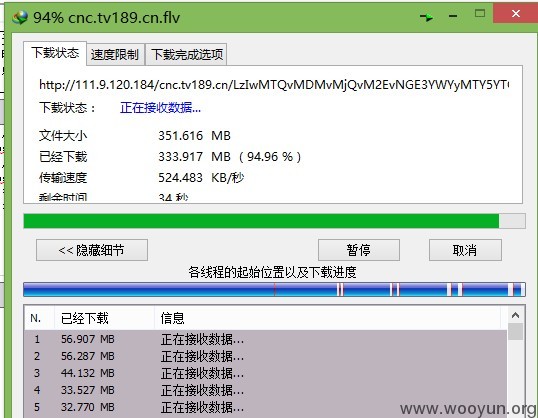 94% cnc.tv189.cn.flv
下载状态 速度限制 下载完成选项
http://111.9.120.184/cnc.tv189.cn/LzIwMTQvMDMvMjQvM2EvNGE3YWYyMTY5YTC
下载状态： 正在接收数据...
文件大小 351.616 MB
已经下载 333.917 MB ( 94.96 % )
传输速度 524.483 KB/秒
剩余时间 34 秒
<< 隐藏细节 暂停 取消
各线程的起始位置以及下载进度
N. 已经下载 信息
1 56.907 MB 正在接收数据...
2 56.287 MB 正在接收数据...
3 44.132 MB 正在接收数据...
4 33.527 MB 正在接收数据...
5 32.770 MB 正在接收数据...
www.wooyun.org